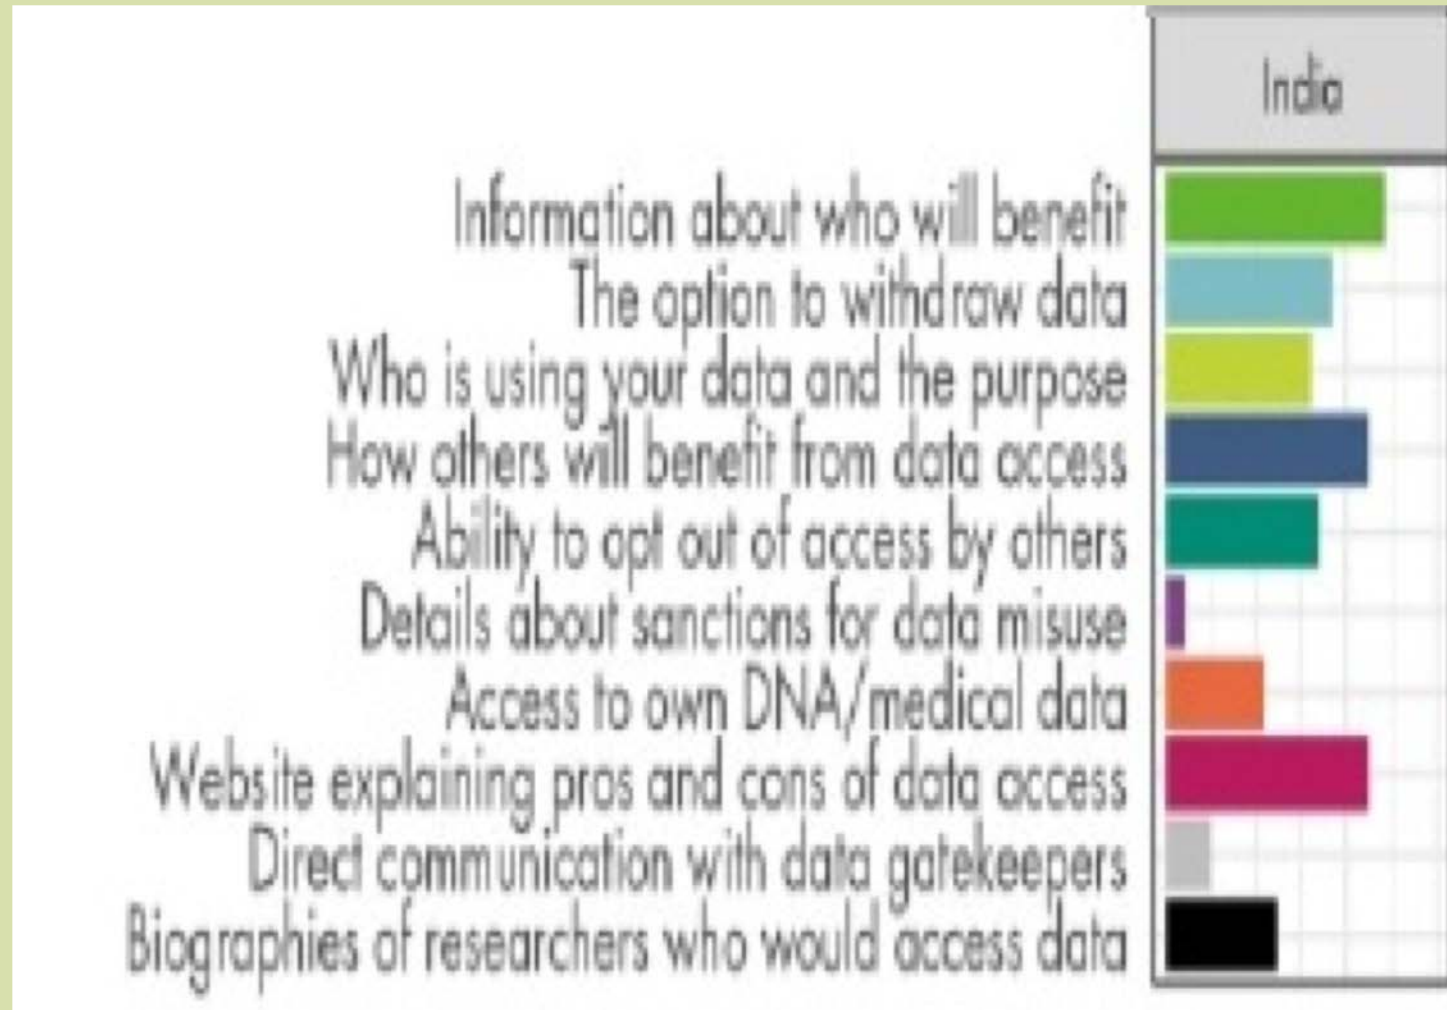 India
Information about who will benefit
The option to withdraw data
Who is using your data and the purpose
How others will benefit from data access
Ability to opt out of access by others
Details about sanctions for data misuse
Access to own DNA/medical data
Website explaining pros and cons of data access
Direct communication with data gatekeepers
Biographies of researchers who would access data